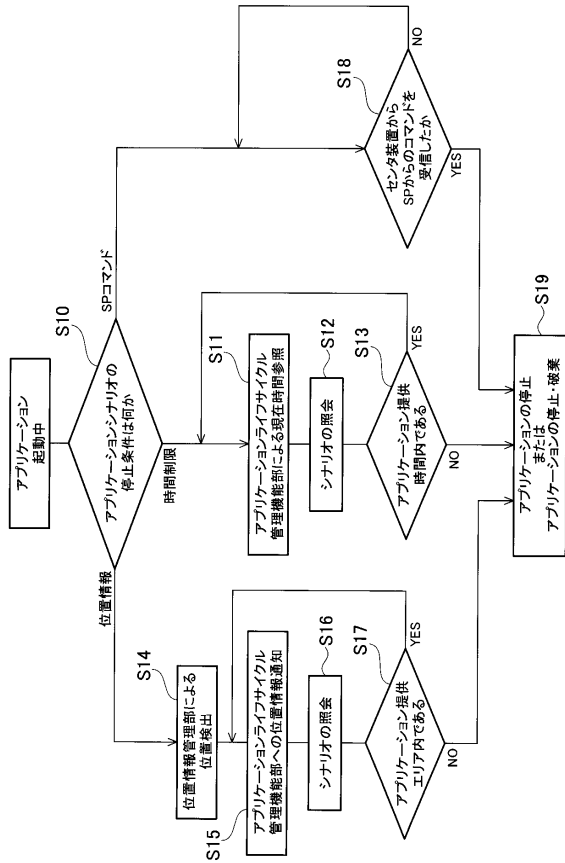 アプリケーション
起動中
S10
アプリケーションシナリオの
停止条件は何か
位置情報
時間制限
SPコマンド
S14
位置情報管理部による
位置検出
S15
アプリケーションライフサイクル
管理機能部への位置情報通知
S16
シナリオの照会
S17
アプリケーション提供
エリア内である
YES
NO
S11
アプリケーションライフサイクル
管理機能部による現在時間参照
S12
シナリオの照会
S13
アプリケーション提供
時間内である
YES
NO
S18
センタ装置から
SPからのコマンドを
受信したか
NO
YES
S19
アプリケーションの停止
または
アプリケーションの停止・破棄